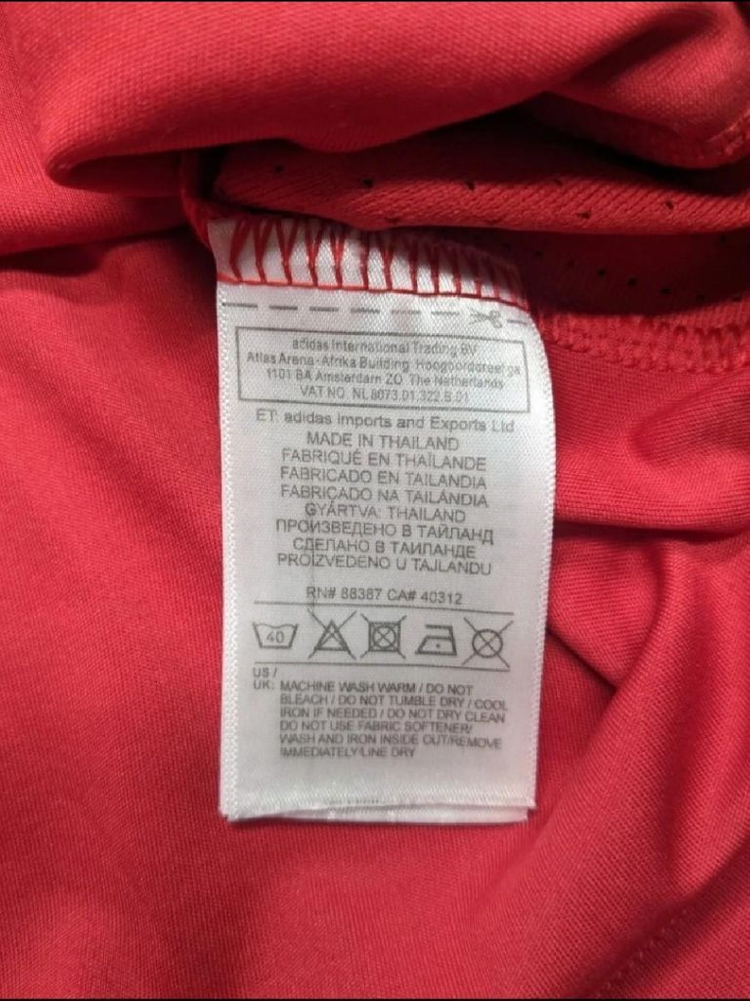 adidas International Trading BV
Atlas Arena - Afrika Building Hoogoorddreef 9a
1101 BA Amsterdam ZO The Netherlands
VAT NO. NL8073.01.322.B.01
ET: adidas Imports and Exports Ltd
MADE IN THAILAND
FABRIQUÉ EN THAÏLANDE
FABRICADO EN TAILANDIA
FABRICADO NA TAILÂNDIA
GYÁRTVA: THAILAND
ПРОИЗВЕДЕНО В ТАЙЛАНД
СДЕЛАНО В ТАИЛАНДЕ
PROIZVEDENO U TAJLANDU
RN# 88387 CA# 40312
40
US /
UK: MACHINE WASH WARM / DO NOT
BLEACH / DO NOT TUMBLE DRY / COOL
IRON IF NEEDED / DO NOT DRY CLEAN
DO NOT USE FABRIC SOFTENER/
WASH AND IRON INSIDE OUT/REMOVE
IMMEDIATELY/LINE DRY